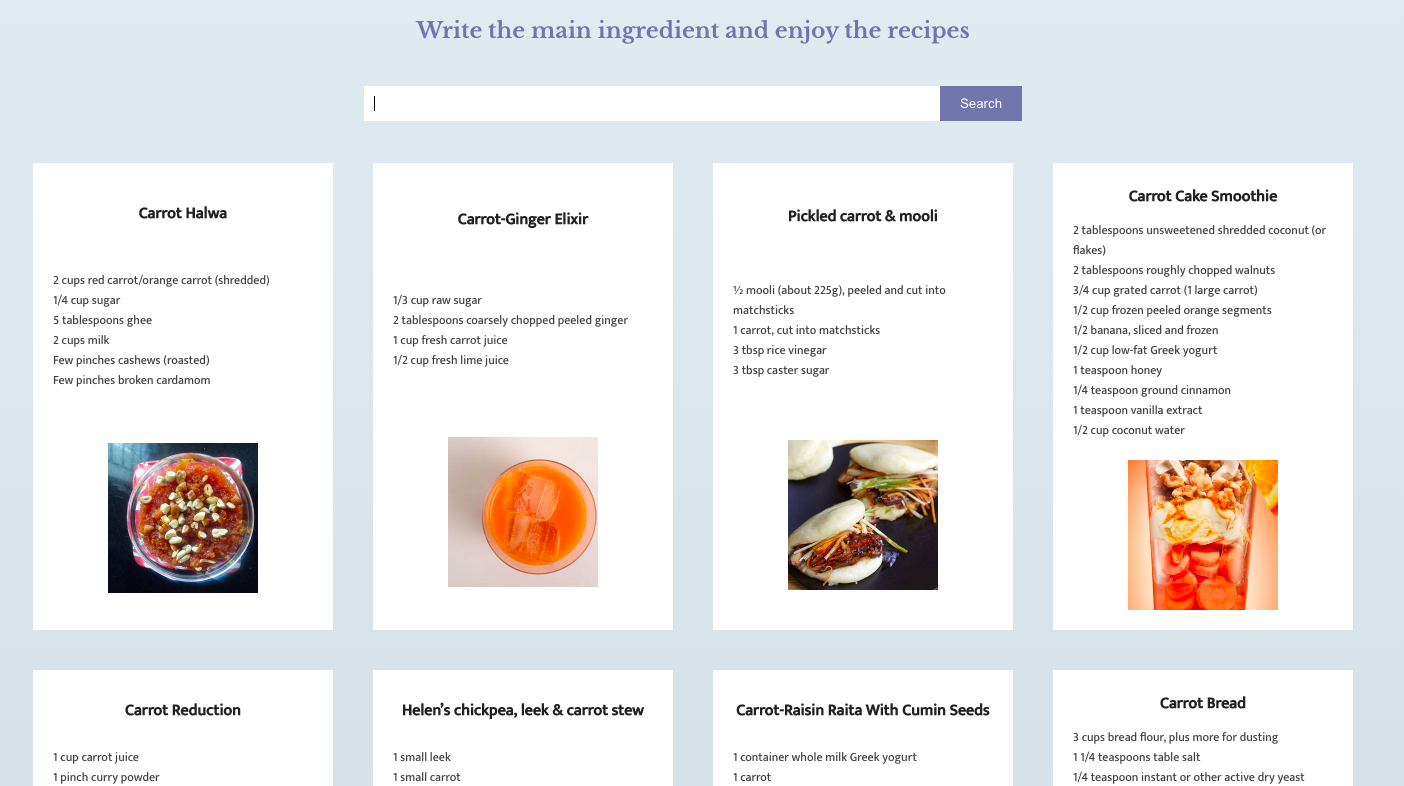 Write the main ingredient and enjoy the recipes
Search
Carrot Halwa
2 cups red carrot/orange carrot (shredded)
1/4 cup sugar
5 tablespoons ghee
2 cups milk
Few pinches cashews (roasted)
Few pinches broken cardamom
Carrot-Ginger Elixir
1/3 cup raw sugar
2 tablespoons coarsely chopped peeled ginger
1 cup fresh carrot juice
1/2 cup fresh lime juice
Pickled carrot & mooli
½ mooli (about 225g), peeled and cut into
matchsticks
1 carrot, cut into matchsticks
3 tbsp rice vinegar
3 tbsp caster sugar
Carrot Cake Smoothie
2 tablespoons unsweetened shredded coconut (or
flakes)
2 tablespoons roughly chopped walnuts
3/4 cup grated carrot (1 large carrot)
1/2 cup frozen peeled orange segments
1/2 banana, sliced and frozen
1/2 cup low-fat Greek yogurt
1 teaspoon honey
1/4 teaspoon ground cinnamon
1 teaspoon vanilla extract
1/2 cup coconut water
Carrot Reduction
1 cup carrot juice
1 pinch curry powder
Helen’s chickpea, leek & carrot stew
1 small leek
1 small carrot
Carrot-Raisin Raita With Cumin Seeds
1 container whole milk Greek yogurt
1 carrot
Carrot Bread
3 cups bread flour, plus more for dusting
1 1/4 teaspoons table salt
1/4 teaspoon instant or other active dry yeast